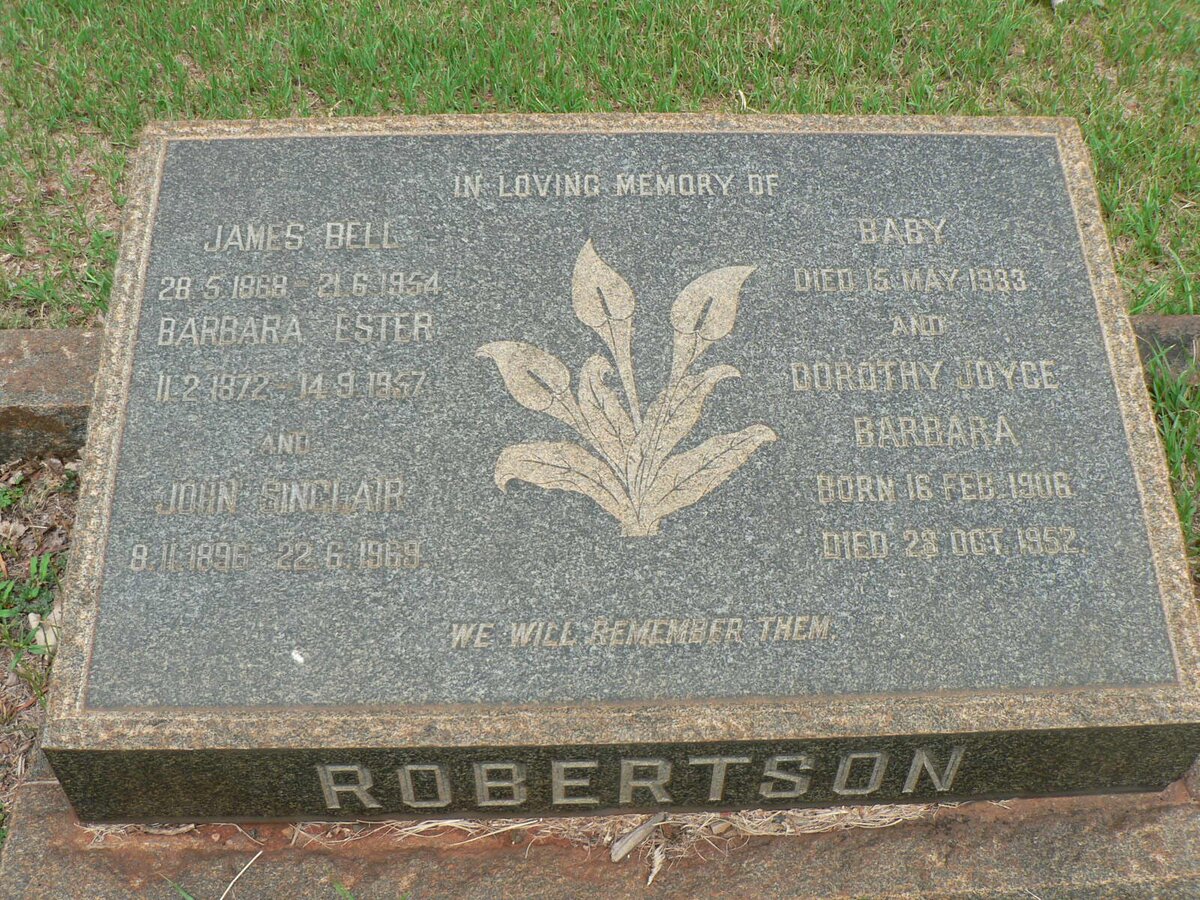 IN LOVING MEMORY OF
JAMES BELL
28.5.1868 - 21.6.1954
BARBARA ESTER
11.2.1872 - 14.9.1957
AND
JOHN SINCLAIR
8.11.1896 - 22.6.1969.
BABY
DIED 15 MAY 1933
AND
DOROTHY JOYCE
BARBARA
BORN 16 FEB. 1906
DIED 23 OCT. 1952.
WE WILL REMEMBER THEM.
ROBERTSON